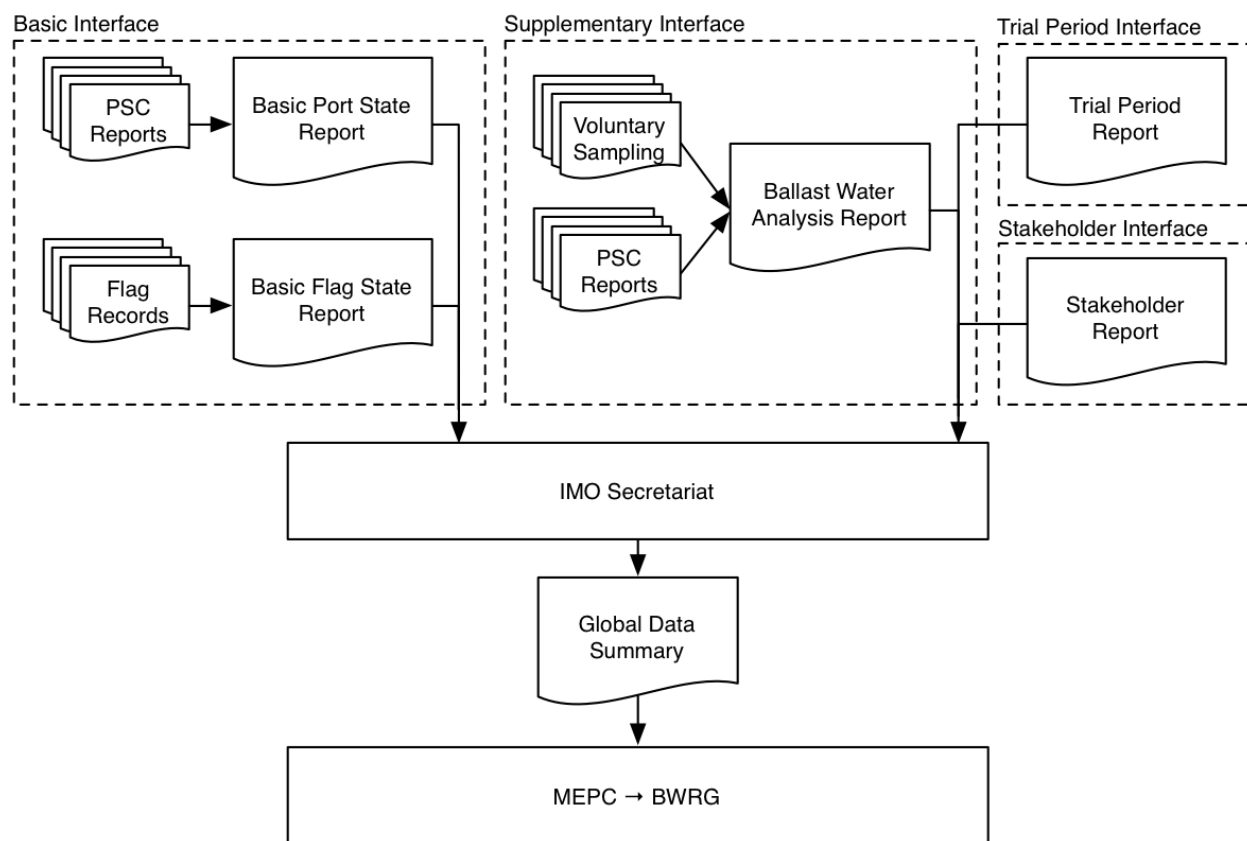 Basic Interface
PSC
Reports
Basic Port State
Report
Flag
Records
Basic Flag State
Report
Supplementary Interface
Voluntary
Sampling
PSC
Reports
Ballast Water
Analysis Report
Trial Period Interface
Trial Period
Report
Stakeholder Interface
Stakeholder
Report
IMO Secretariat
Global Data
Summary
MEPC → BWRG